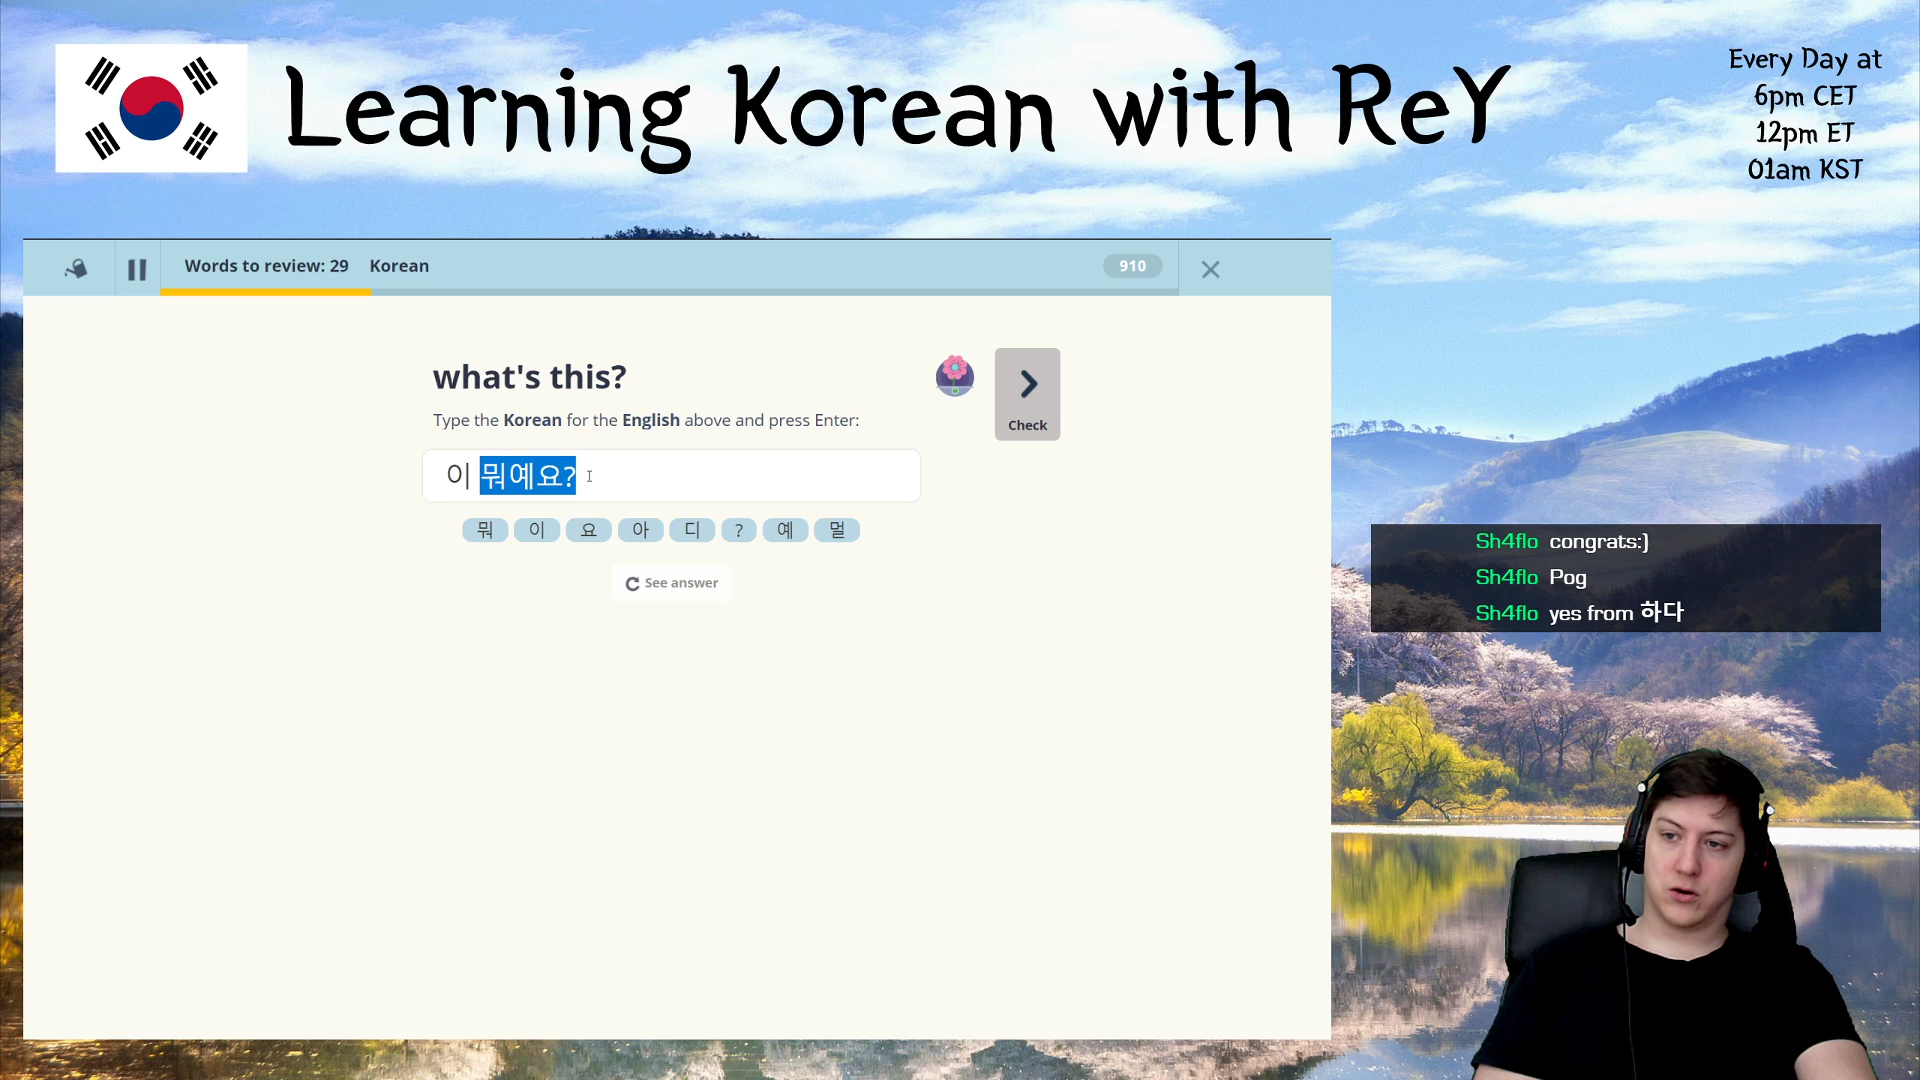 Learning Korean with ReY
Every Day at
6pm CET
12pm ET
01am KST
Words to review: 29 Korean 910
what's this?
Type the Korean for the English above and press Enter:
Check
이 뭐예요?
뭐 이 요 아 디 ? 예 멀
See answer
Sh4flo congrats:)
Sh4flo Pog
Sh4flo yes from 하다